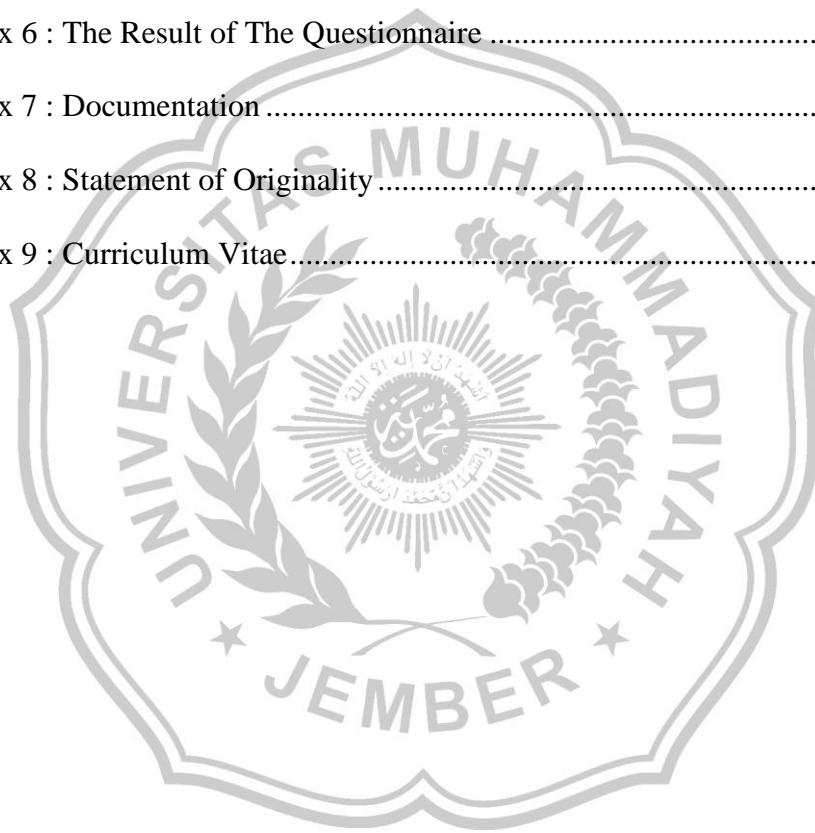 x 6 : The Result of The Questionnaire ........................................
x 7 : Documentation ....................................................................
x 8 : Statement of Originality ......................................................
x 9 : Curriculum Vitae.................................................................
UNIVERSITAS MUHAMMADIYAH
JEMBER